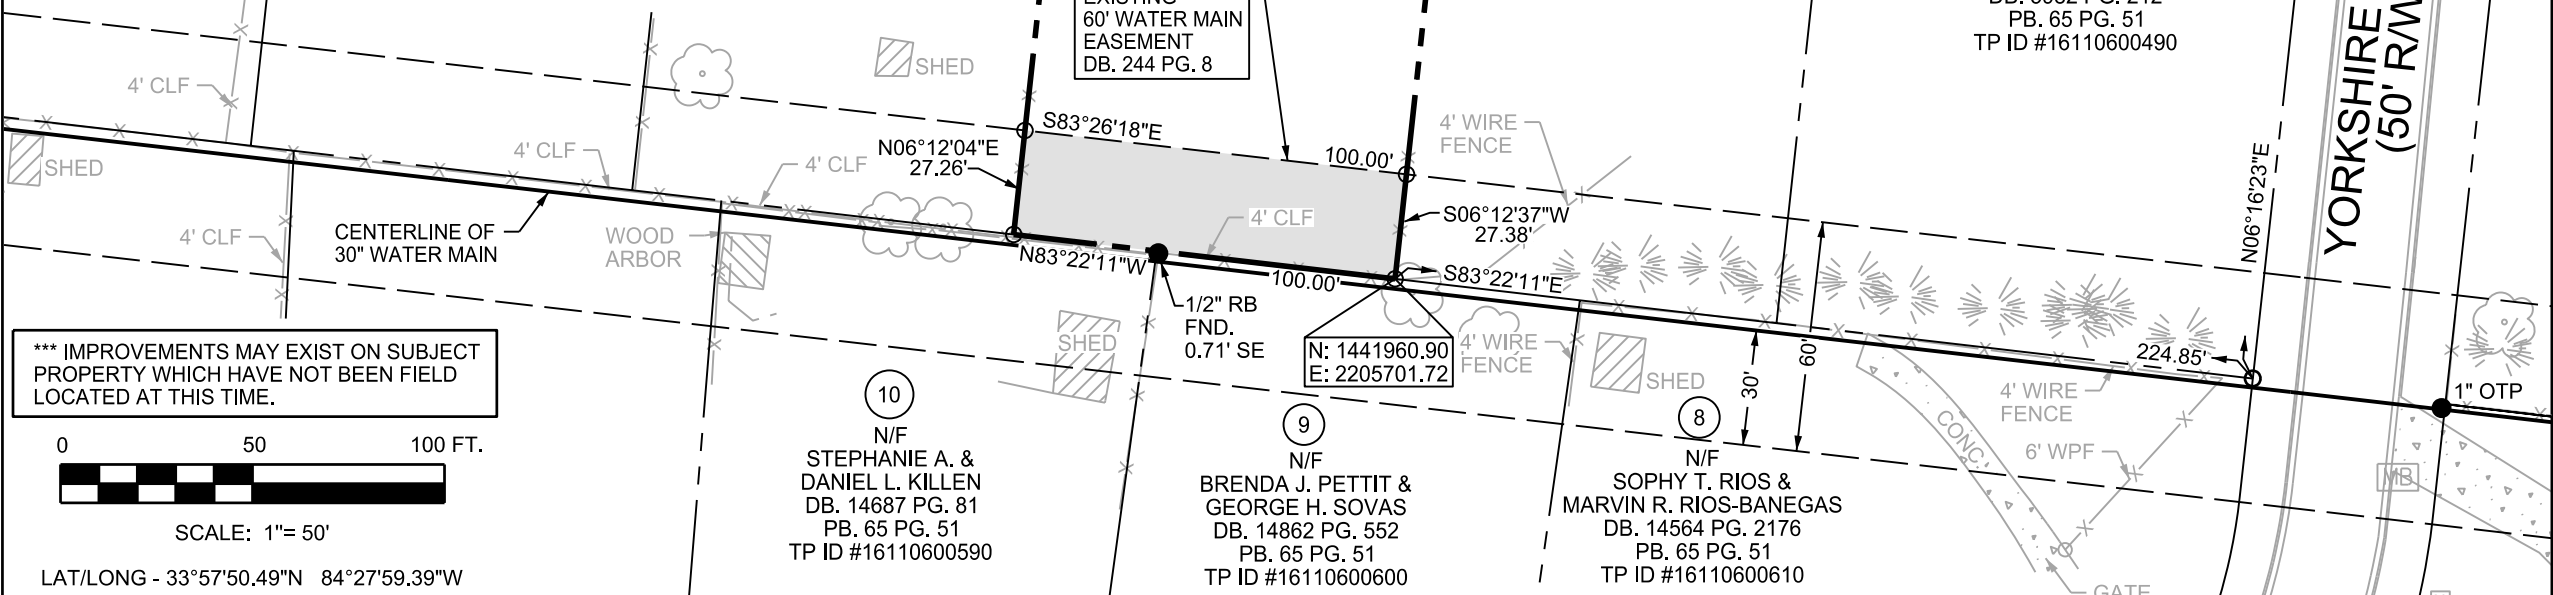 EXISTING
60' WATER MAIN
EASEMENT
DB. 244 PG. 8
PB. 65 PG. 51
TP ID #16110600490
YORKSHIRE
(50' R/W
4' CLF
SHED
SHED
4' CLF
4' CLF
N06°12'04"E
27.26'
S83°26'18"E
100.00'
4' WIRE
FENCE
4' CLF
S06°12'37"W
27.38'
N06°16'23"E
4' CLF
CENTERLINE OF
30" WATER MAIN
WOOD
ARBOR
N83°22'11"W
100.00'
S83°22'11"E
224.85'
1/2" RB
FND.
0.71' SE
SHED
N: 1441960.90
E: 2205701.72
4' WIRE
FENCE
SHED
30'
60'
4' WIRE
FENCE
1" OTP
6' WPF
CONC.
MB
GATE
*** IMPROVEMENTS MAY EXIST ON SUBJECT
PROPERTY WHICH HAVE NOT BEEN FIELD
LOCATED AT THIS TIME.
0 50 100 FT.
SCALE: 1"= 50'
LAT/LONG - 33°57'50.49"N 84°27'59.39"W
10
N/F
STEPHANIE A. &
DANIEL L. KILLEN
DB. 14687 PG. 81
PB. 65 PG. 51
TP ID #16110600590
9
N/F
BRENDA J. PETTIT &
GEORGE H. SOVAS
DB. 14862 PG. 552
PB. 65 PG. 51
TP ID #16110600600
8
N/F
SOPHY T. RIOS &
MARVIN R. RIOS-BANEGAS
DB. 14564 PG. 2176
PB. 65 PG. 51
TP ID #16110600610